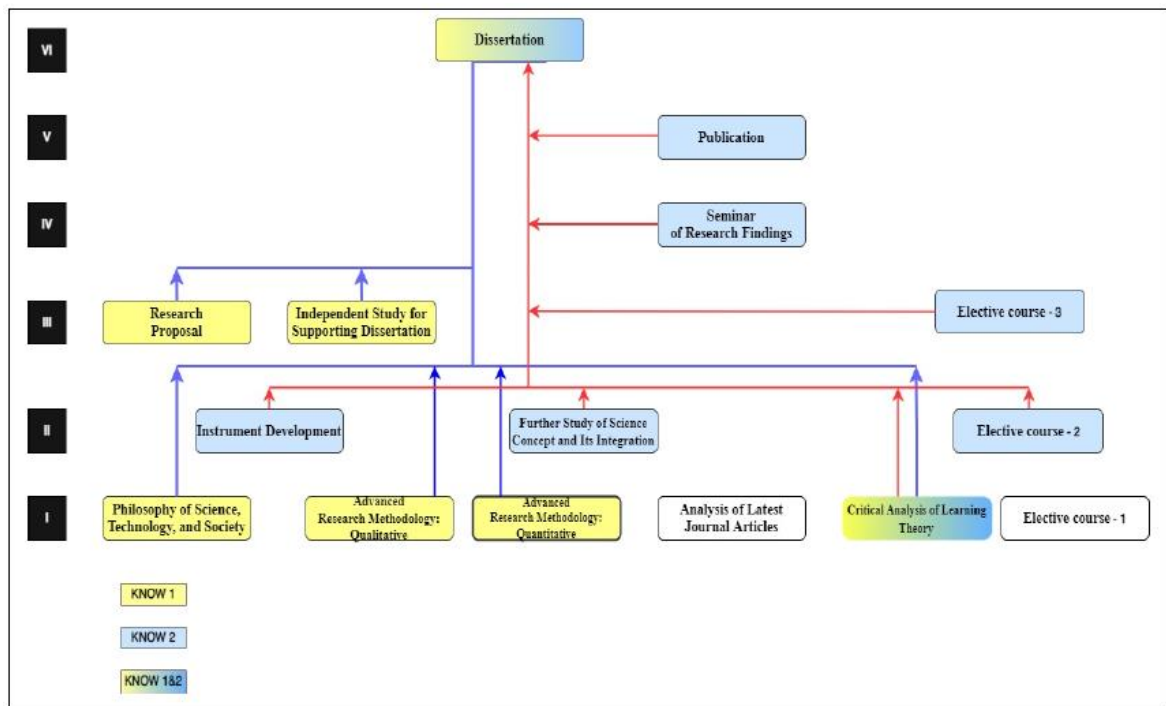 VI
Dissertation
V
Publication
IV
Seminar
of Research Findings
III
Research
Proposal
Independent Study for
Supporting Dissertation
Elective course - 3
II
Instrument Development
Further Study of Science
Concept and Its Integration
Elective course - 2
I
Philosophy of Science,
Technology, and Society
Advanced
Research Methodology:
Qualitative
Advanced
Research Methodology:
Quantitative
Analysis of Latest
Journal Articles
Critical Analysis of Learning
Theory
Elective course - 1
KNOW 1
KNOW 2
KNOW 1&2